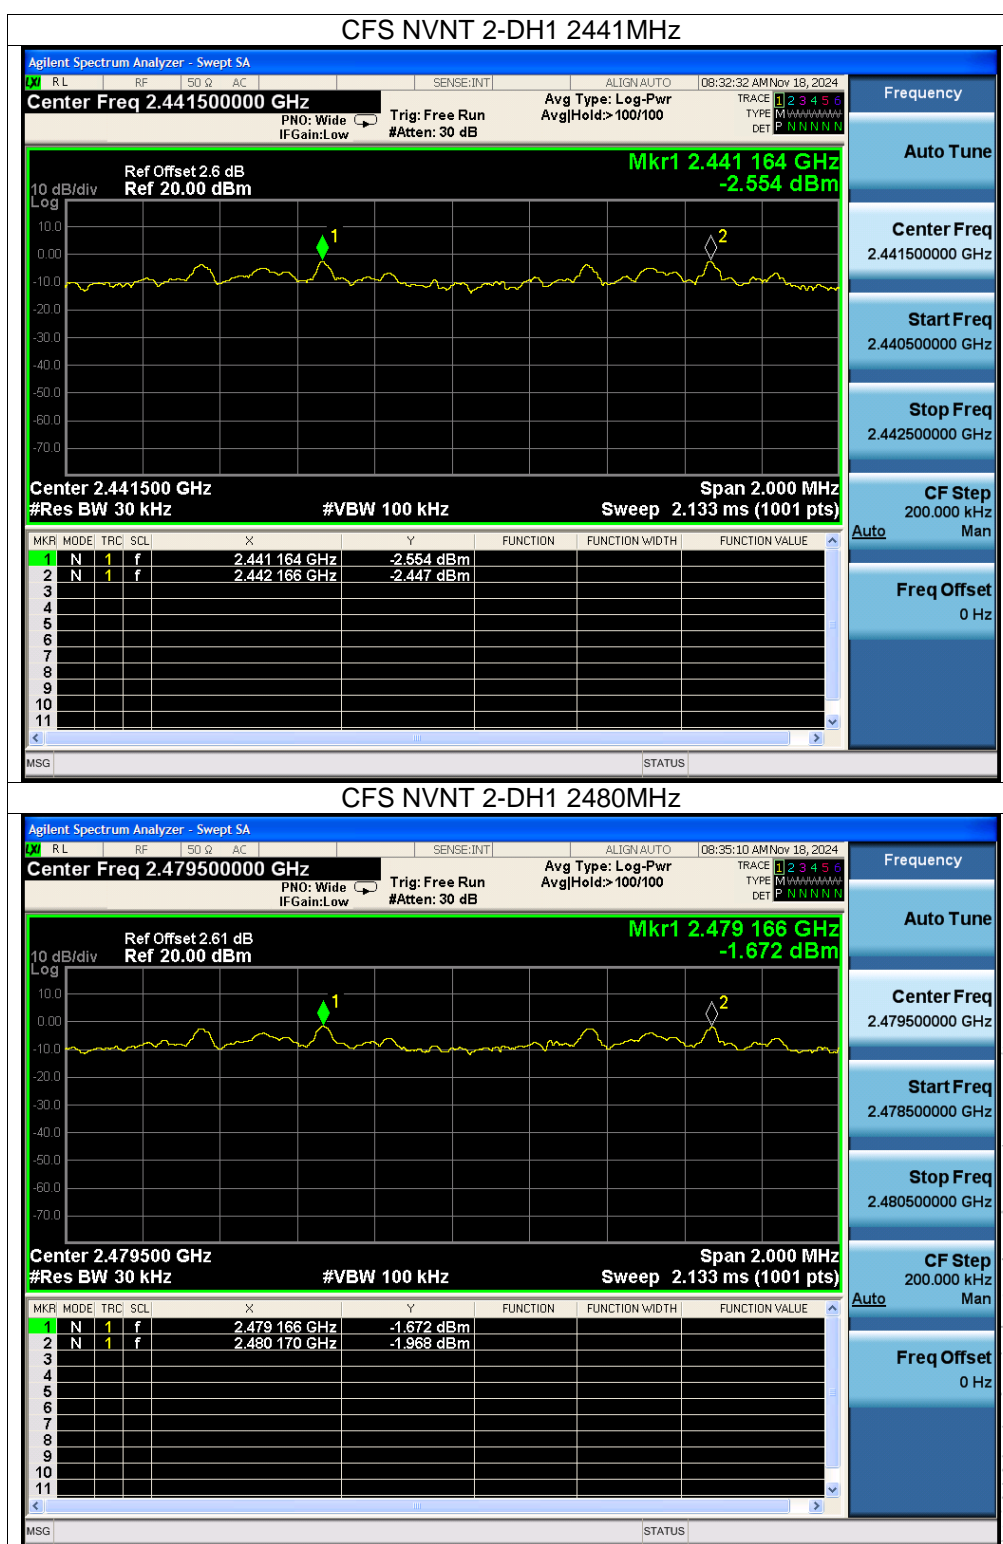 CFS NVNT 2-DH1 2441MHz
Agilent Spectrum Analyzer - Swept SA
LXI RL RF 50 Ω AC SENSE:INT ALIGN AUTO 08:32:32 AM Nov 18, 2024
Center Freq 2.441500000 GHz
PNO: Wide
IFGain:Low
Trig: Free Run
#Atten: 30 dB
Avg Type: Log-Pwr
Avg|Hold:>100/100
TRACE 1 2 3 4 5 6
TYPE M
DET P N N N N N
Frequency
Mkr1 2.441 164 GHz
-2.554 dBm
Ref Offset 2.6 dB
10 dB/div Ref 20.00 dBm
Log
10.0
0.00
-10.0
-20.0
-30.0
-40.0
-50.0
-60.0
-70.0
1
2
Center 2.441500 GHz Span 2.000 MHz
#Res BW 30 kHz #VBW 100 kHz Sweep 2.133 ms (1001 pts)
MKR MODE TRC SCL X Y FUNCTION FUNCTION WIDTH FUNCTION VALUE
1 N 1 f 2.441 164 GHz -2.554 dBm
2 N 1 f 2.442 166 GHz -2.447 dBm
3
4
5
6
7
8
9
10
11
MSG STATUS
Auto Tune
Center Freq
2.441500000 GHz
Start Freq
2.440500000 GHz
Stop Freq
2.442500000 GHz
CF Step
200.000 kHz
Auto Man
Freq Offset
0 Hz
CFS NVNT 2-DH1 2480MHz
Agilent Spectrum Analyzer - Swept SA
LXI RL RF 50 Ω AC SENSE:INT ALIGN AUTO 08:35:10 AM Nov 18, 2024
Center Freq 2.479500000 GHz
PNO: Wide
IFGain:Low
Trig: Free Run
#Atten: 30 dB
Avg Type: Log-Pwr
Avg|Hold:>100/100
TRACE 1 2 3 4 5 6
TYPE M
DET P N N N N N
Frequency
Mkr1 2.479 166 GHz
-1.672 dBm
Ref Offset 2.61 dB
10 dB/div Ref 20.00 dBm
Log
10.0
0.00
-10.0
-20.0
-30.0
-40.0
-50.0
-60.0
-70.0
1
2
Center 2.479500 GHz Span 2.000 MHz
#Res BW 30 kHz #VBW 100 kHz Sweep 2.133 ms (1001 pts)
MKR MODE TRC SCL X Y FUNCTION FUNCTION WIDTH FUNCTION VALUE
1 N 1 f 2.479 166 GHz -1.672 dBm
2 N 1 f 2.480 170 GHz -1.968 dBm
3
4
5
6
7
8
9
10
11
MSG STATUS
Auto Tune
Center Freq
2.479500000 GHz
Start Freq
2.478500000 GHz
Stop Freq
2.480500000 GHz
CF Step
200.000 kHz
Auto Man
Freq Offset
0 Hz